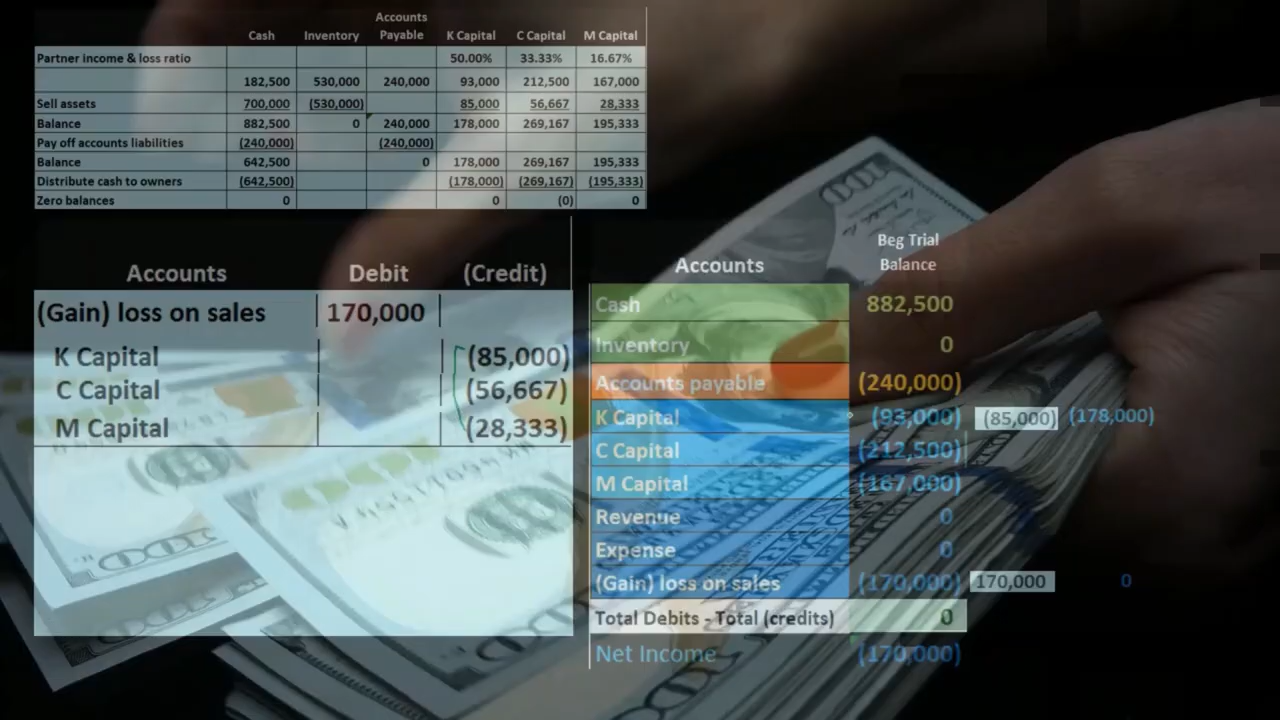 Accounts
Cash Inventory Payable K Capital C Capital M Capital
Partner income & loss ratio 50.00% 33.33% 16.67%
182,500 530,000 240,000 93,000 212,500 167,000
Sell assets 700,000 (530,000) 85,000 56,667 28,333
Balance 882,500 0 240,000 178,000 269,167 195,333
Pay off accounts liabilities (240,000) (240,000)
Balance 642,500 0 178,000 269,167 195,333
Distribute cash to owners (642,500) (178,000) (269,167) (195,333)
Zero balances 0 0 (0) 0
Accounts Debit (Credit)
(Gain) loss on sales 170,000
K Capital (85,000)
C Capital (56,667)
M Capital (28,333)
Beg Trial
Accounts Balance
Cash 882,500
Inventory 0
Accounts payable (240,000)
K Capital (93,000) (85,000) (178,000)
C Capital (212,500)
M Capital (167,000)
Revenue 0
Expense 0
(Gain) loss on sales (170,000) 170,000 0
Total Debits - Total (credits) 0
Net Income (170,000)